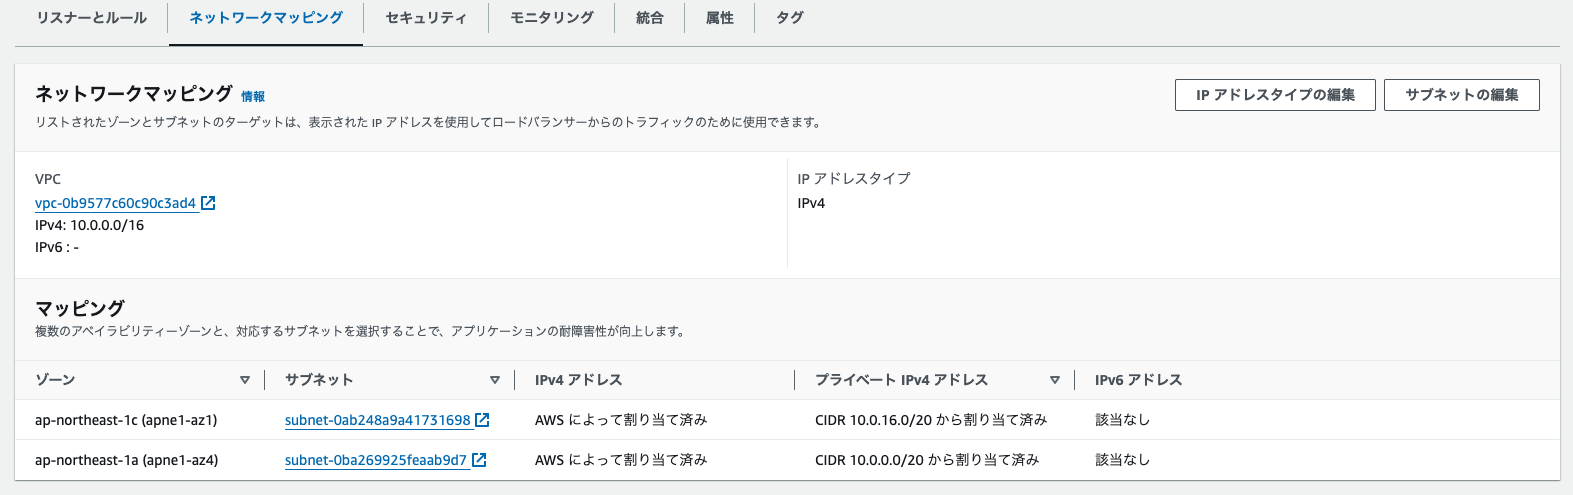 リスナーとルール ネットワークマッピング セキュリティ モニタリング 統合 属性 タグ
ネットワークマッピング 情報 IP アドレスタイプの編集 サブネットの編集
リストされたゾーンとサブネットのターゲットは、表示された IP アドレスを使用してロードバランサーからのトラフィックのために使用できます。
VPC
vpc-0b9577c60c90c3ad4
IPv4: 10.0.0.0/16
IPv6 : -
IP アドレスタイプ
IPv4
マッピング
複数のアベイラビリティーゾーンと、対応するサブネットを選択することで、アプリケーションの耐障害性が向上します。
ゾーン サブネット IPv4 アドレス プライベート IPv4 アドレス IPv6 アドレス
ap-northeast-1c (apne1-az1) subnet-0ab248a9a41731698 AWS によって割り当て済み CIDR 10.0.16.0/20 から割り当て済み 該当なし
ap-northeast-1a (apne1-az4) subnet-0ba269925feaab9d7 AWS によって割り当て済み CIDR 10.0.0.0/20 から割り当て済み 該当なし